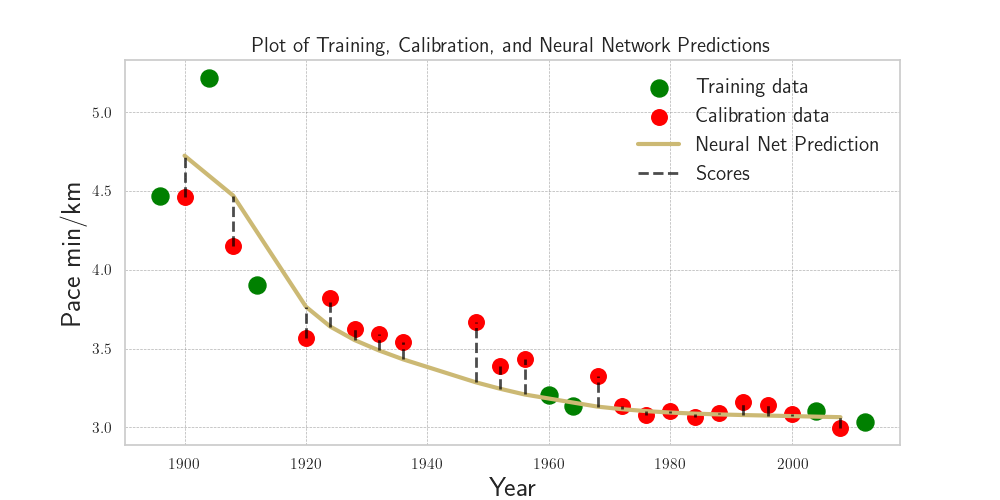 Plot of Training, Calibration, and Neural Network Predictions
Training data
Calibration data
Neural Net Prediction
Scores
Pace min/km
5.0
4.5
4.0
3.5
3.0
1900 1920 1940 1960 1980 2000
Year